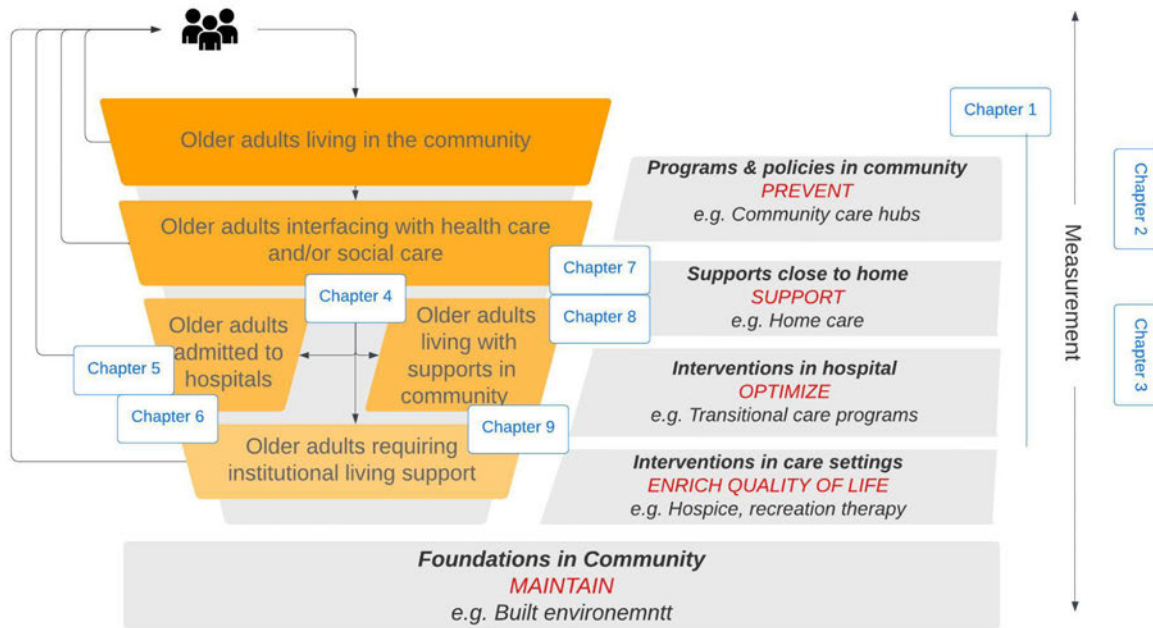 Older adults living in the community
Older adults interfacing with health care
and/or social care
Chapter 4
Older adults
admitted to
hospitals
Older adults
living with
supports in
community
Chapter 5
Chapter 6
Chapter 7
Chapter 8
Older adults requiring
institutional living support
Chapter 9
Programs & policies in community
PREVENT
e.g. Community care hubs
Supports close to home
SUPPORT
e.g. Home care
Interventions in hospital
OPTIMIZE
e.g. Transitional care programs
Interventions in care settings
ENRICH QUALITY OF LIFE
e.g. Hospice, recreation therapy
Foundations in Community
MAINTAIN
e.g. Built environemntt
Chapter 1
Measurement
Chapter 2
Chapter 3